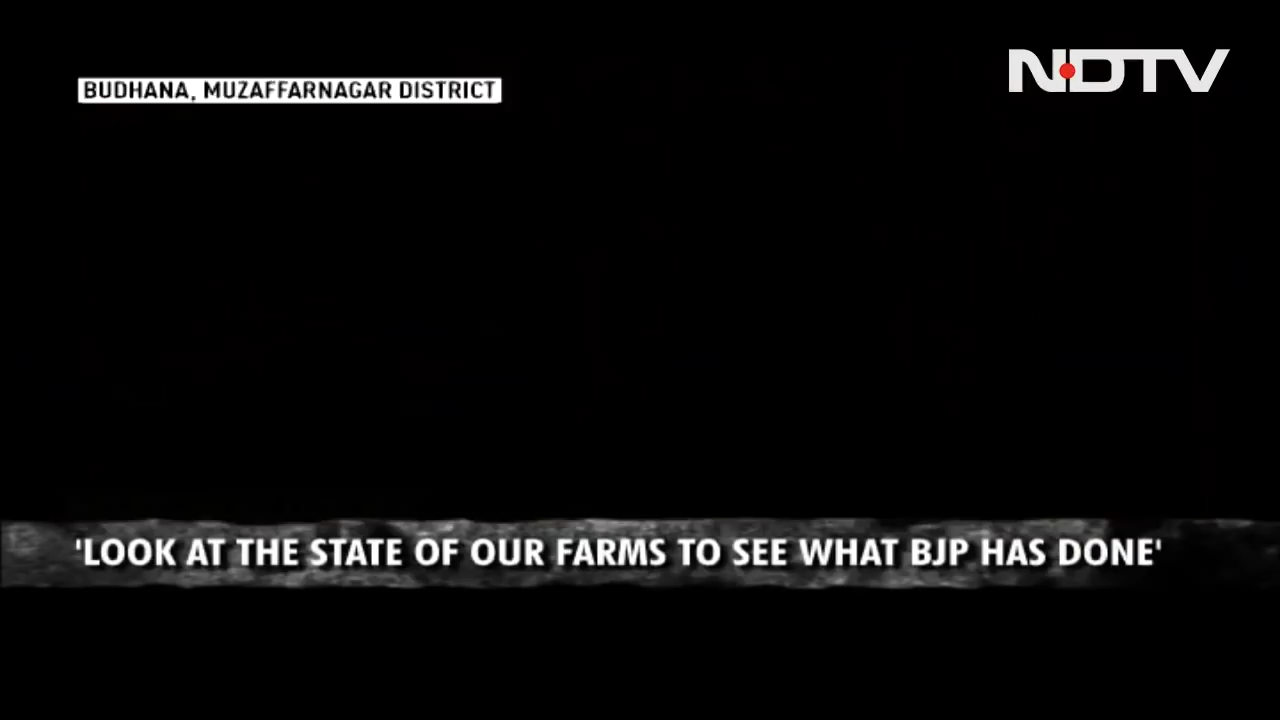 NDTV
BUDHANA, MUZAFFARNAGAR DISTRICT
'LOOK AT THE STATE OF OUR FARMS TO SEE WHAT BJP HAS DONE'